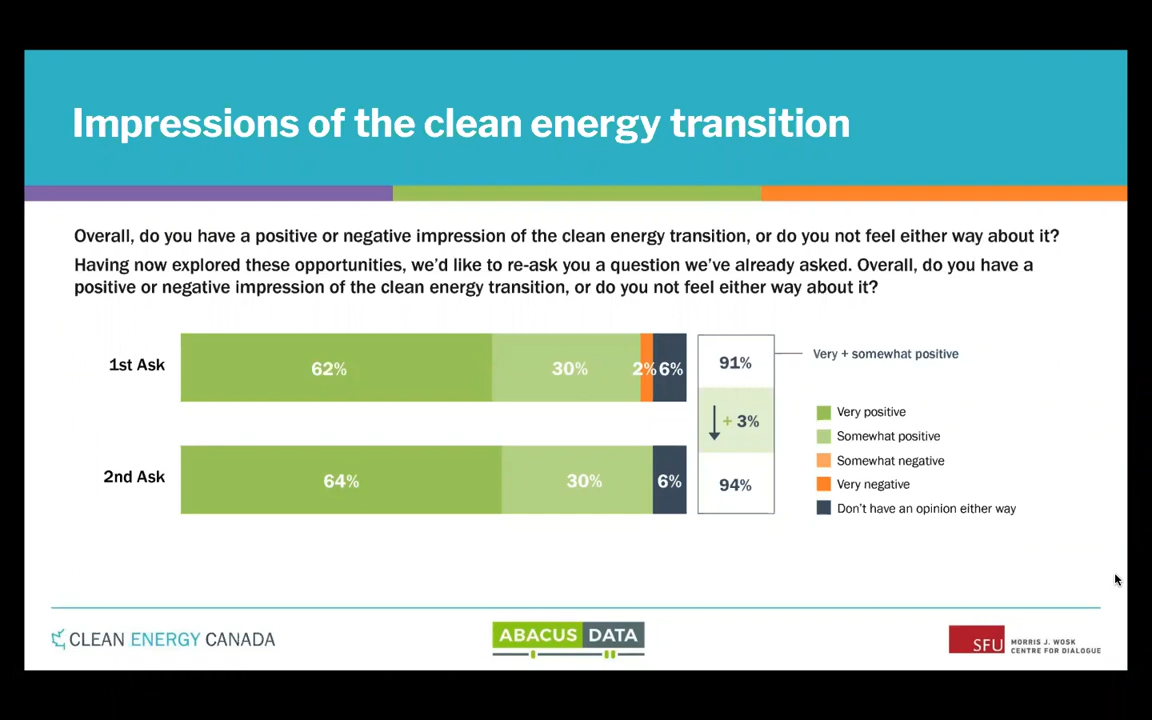 Impressions of the clean energy transition
Overall, do you have a positive or negative impression of the clean energy transition, or do you not feel either way about it?
Having now explored these opportunities, we’d like to re-ask you a question we’ve already asked. Overall, do you have a
positive or negative impression of the clean energy transition, or do you not feel either way about it?
1st Ask
62%
30%
2%
6%
91%
Very + somewhat positive
+ 3%
2nd Ask
64%
30%
6%
94%
Very positive
Somewhat positive
Somewhat negative
Very negative
Don’t have an opinion either way
CLEAN ENERGY CANADA
ABACUS DATA
SFU
MORRIS J. WOSK
CENTRE FOR DIALOGUE